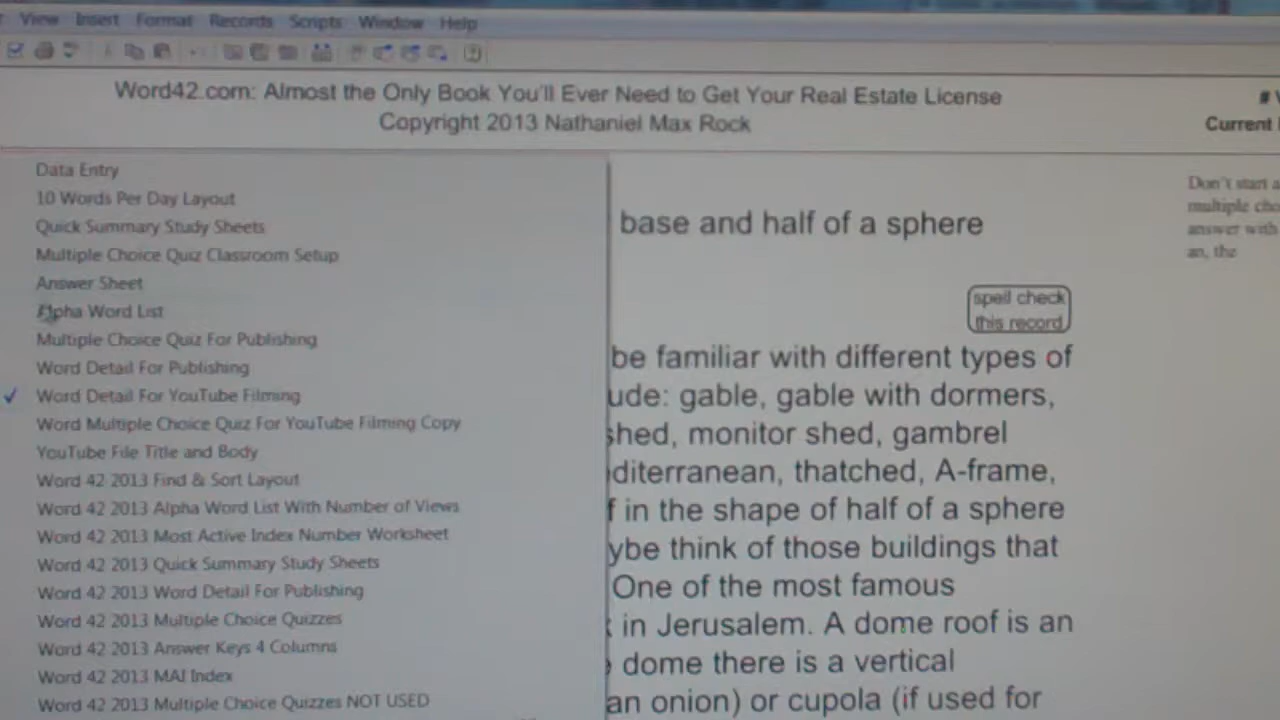 View Insert Format Records Scripts Window Help
Word42.com: Almost the Only Book You'll Ever Need to Get Your Real Estate License
Copyright 2013 Nathaniel Max Rock
#
Current
Data Entry
10 Words Per Day Layout
Quick Summary Study Sheets
Multiple Choice Quiz Classroom Setup
Answer Sheet
Alpha Word List
Multiple Choice Quiz For Publishing
Word Detail For Publishing
Word Detail For YouTube Filming
Word Multiple Choice Quiz For YouTube Filming Copy
YouTube File Title and Body
Word 42 2013 Find & Sort Layout
Word 42 2013 Alpha Word List With Number of Views
Word 42 2013 Most Active Index Number Worksheet
Word 42 2013 Quick Summary Study Sheets
Word 42 2013 Word Detail For Publishing
Word 42 2013 Multiple Choice Quizzes
Word 42 2013 Answer Keys 4 Columns
Word 42 2013 MAI Index
Word 42 2013 Multiple Choice Quizzes NOT USED
base and half of a sphere
spell check
this record
be familiar with different types of
ude: gable, gable with dormers,
shed, monitor shed, gambrel
diterranean, thatched, A-frame,
f in the shape of half of a sphere
ybe think of those buildings that
One of the most famous
in Jerusalem. A dome roof is an
dome there is a vertical
an onion) or cupola (if used for
Don't start a
multiple cho
answer with
an, the